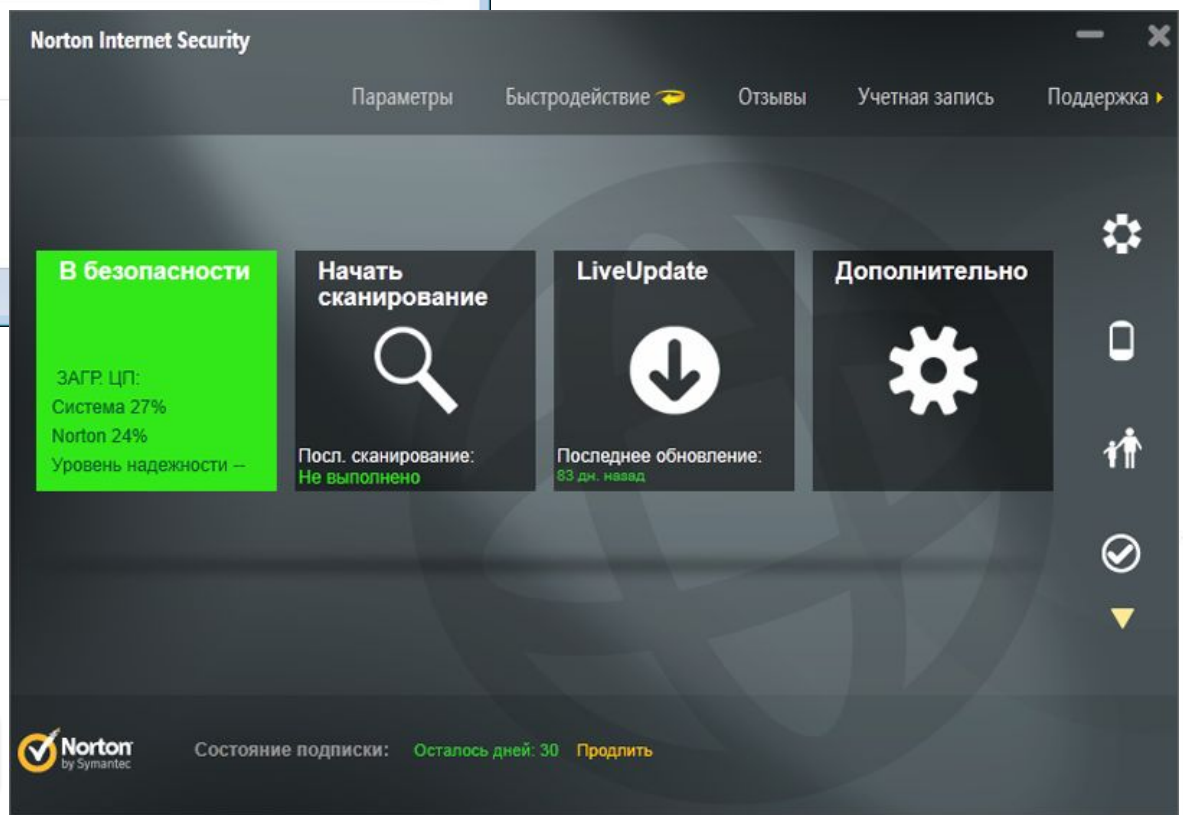 Norton Internet Security
Параметры Быстродействие Отзывы Учетная запись Поддержка
В безопасности
ЗАГР. ЦП:
Система 27%
Norton 24%
Уровень надежности --
Начать
сканирование
Посл. сканирование:
Не выполнено
LiveUpdate
Последнее обновление:
83 дн. назад
Дополнительно
Norton
by Symantec
Состояние подписки: Осталось дней: 30 Продлить